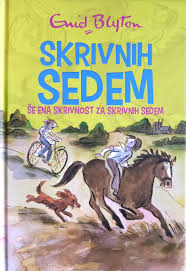 Enid Blyton
SKRIVNIH
SEDEM
ŠE ENA SKRIVNOST ZA SKRIVNIH SEDEM